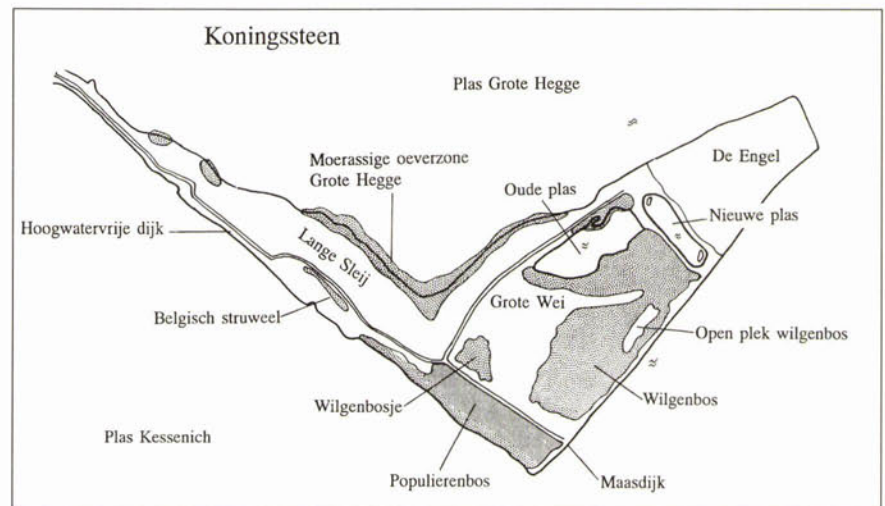 Koningssteen
Plas Grote Hegge
De Engel
Moerassige oeverzone
Grote Hegge
Oude plas
Nieuwe plas
Hoogwatervrije dijk
Lange Sleij
Grote Wei
Belgisch struweel
Open plek wilgenbos
Wilgenbosje
Wilgenbos
Plas Kessenich
Populierenbos
Maasdijk